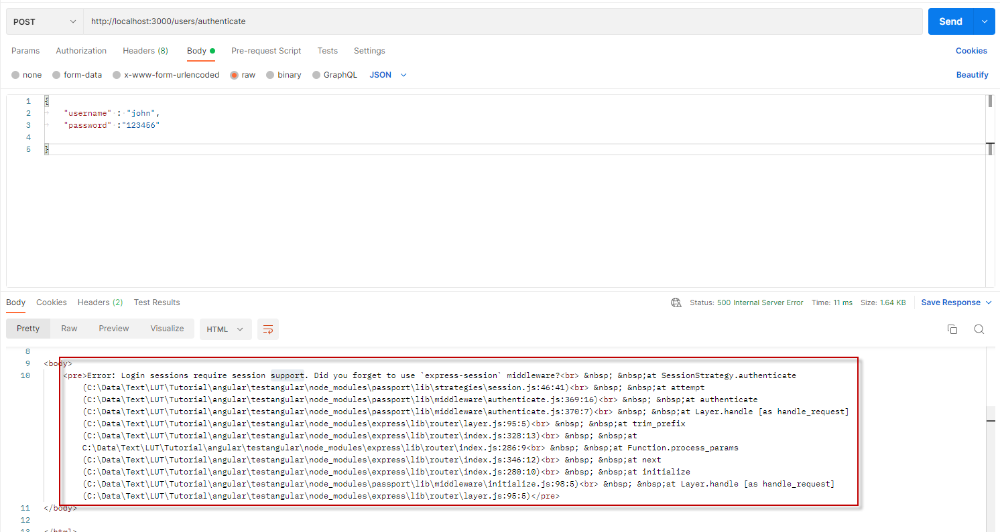 POST http://localhost:3000/users/authenticate Send
Params Authorization Headers (8) Body Pre-request Script Tests Settings Cookies
none form-data x-www-form-urlencoded raw binary GraphQL JSON Beautify
1 {
2 "username" : "john",
3 "password" :"123456"
4
5 }
Body Cookies Headers (2) Test Results Status: 500 Internal Server Error Time: 11 ms Size: 1.64 KB Save Response
Pretty Raw Preview Visualize HTML
8
9 <body>
10 <pre>Error: Login sessions require session support. Did you forget to use `express-session` middleware?<br> &nbsp; &nbsp;at SessionStrategy.authenticate
(C:\Data\Text\LUT\Tutorial\angular\testangular\node_modules\passport\lib\strategies\session.js:46:41)<br> &nbsp; &nbsp;at attempt
(C:\Data\Text\LUT\Tutorial\angular\testangular\node_modules\passport\lib\middleware\authenticate.js:369:16)<br> &nbsp; &nbsp;at authenticate
(C:\Data\Text\LUT\Tutorial\angular\testangular\node_modules\passport\lib\middleware\authenticate.js:370:7)<br> &nbsp; &nbsp;at Layer.handle [as handle_request]
(C:\Data\Text\LUT\Tutorial\angular\testangular\node_modules\express\lib\router\layer.js:95:5)<br> &nbsp; &nbsp;at trim_prefix
(C:\Data\Text\LUT\Tutorial\angular\testangular\node_modules\express\lib\router\index.js:328:13)<br> &nbsp; &nbsp;at
C:\Data\Text\LUT\Tutorial\angular\testangular\node_modules\express\lib\router\index.js:286:9<br> &nbsp; &nbsp;at Function.process_params
(C:\Data\Text\LUT\Tutorial\angular\testangular\node_modules\express\lib\router\index.js:346:12)<br> &nbsp; &nbsp;at next
(C:\Data\Text\LUT\Tutorial\angular\testangular\node_modules\express\lib\router\index.js:280:10)<br> &nbsp; &nbsp;at initialize
(C:\Data\Text\LUT\Tutorial\angular\testangular\node_modules\passport\lib\middleware\initialize.js:98:5)<br> &nbsp; &nbsp;at Layer.handle [as handle_request]
(C:\Data\Text\LUT\Tutorial\angular\testangular\node_modules\express\lib\router\layer.js:95:5)</pre>
11 </body>
12
13 </html>